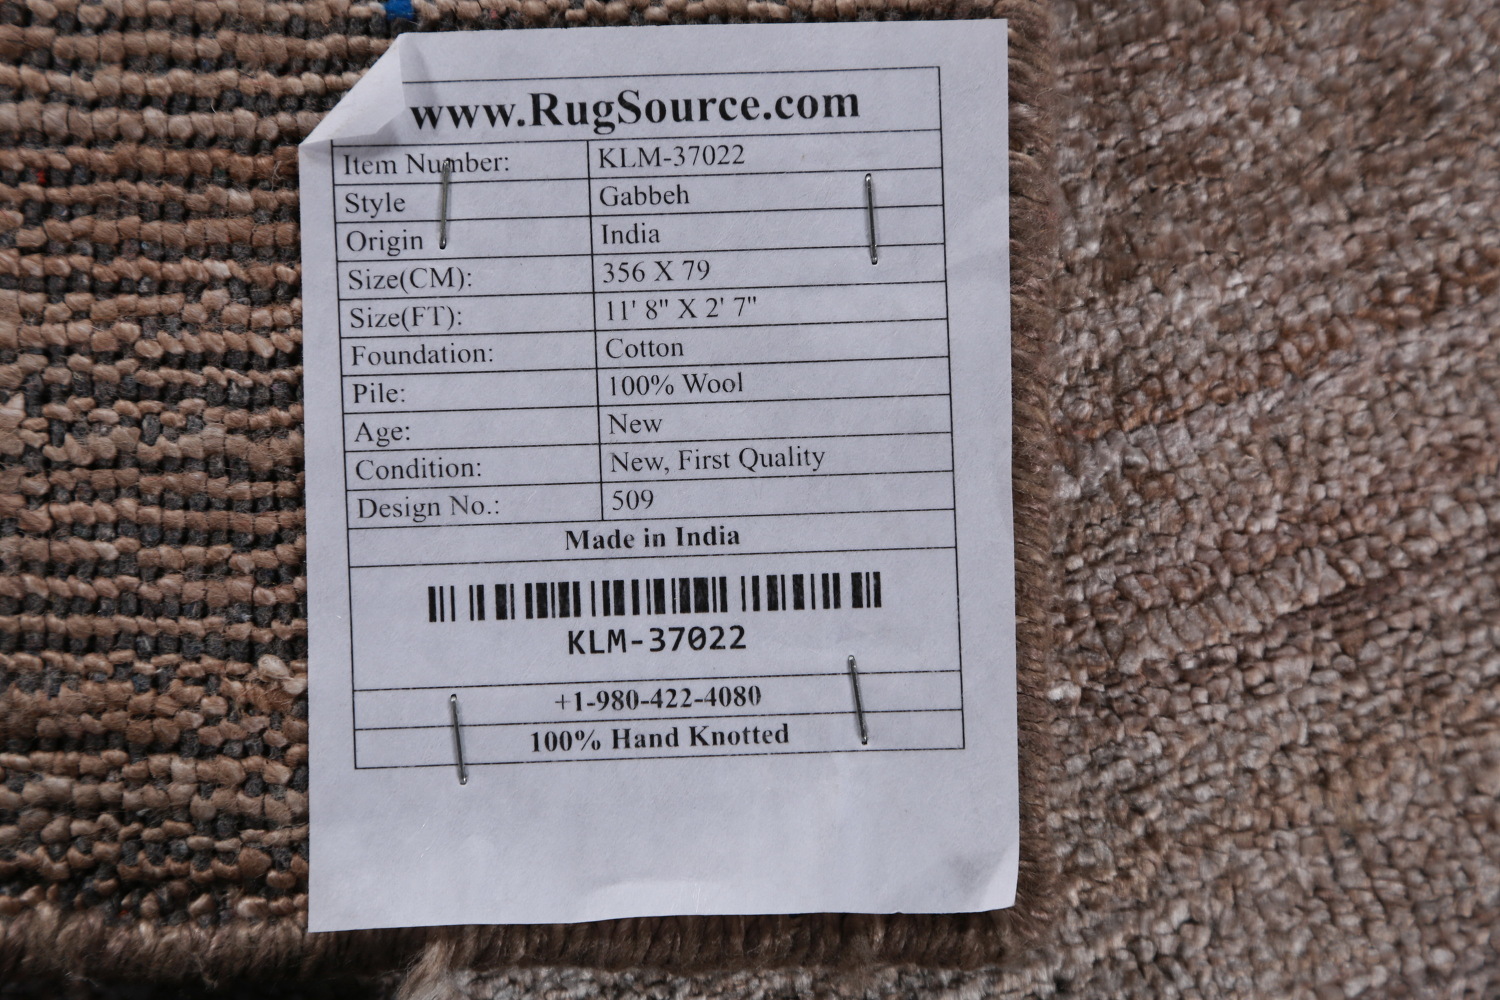 www.RugSource.com
Item Number: KLM-37022
Style Gabbeh
Origin India
Size(CM): 356 X 79
Size(FT): 11' 8" X 2' 7"
Foundation: Cotton
Pile: 100% Wool
Age: New
Condition: New, First Quality
Design No.: 509
Made in India
KLM-37022
+1-980-422-4080
100% Hand Knotted